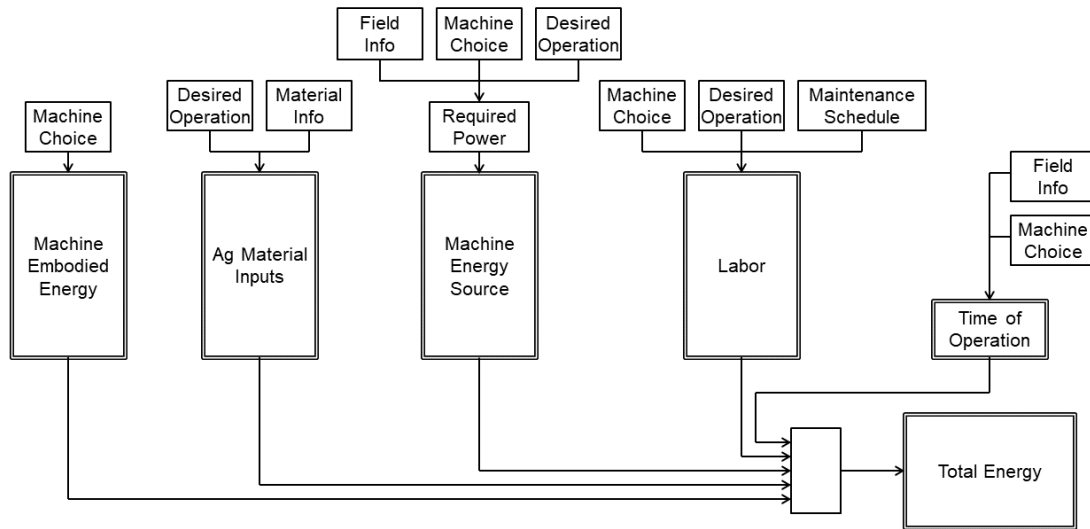 Field
Info
Machine
Choice
Desired
Operation
Machine
Choice
Desired
Operation
Material
Info
Required
Power
Machine
Choice
Desired
Operation
Maintenance
Schedule
Field
Info
Machine
Choice
Machine
Embodied
Energy
Ag Material
Inputs
Machine
Energy
Source
Labor
Time of
Operation
Total Energy